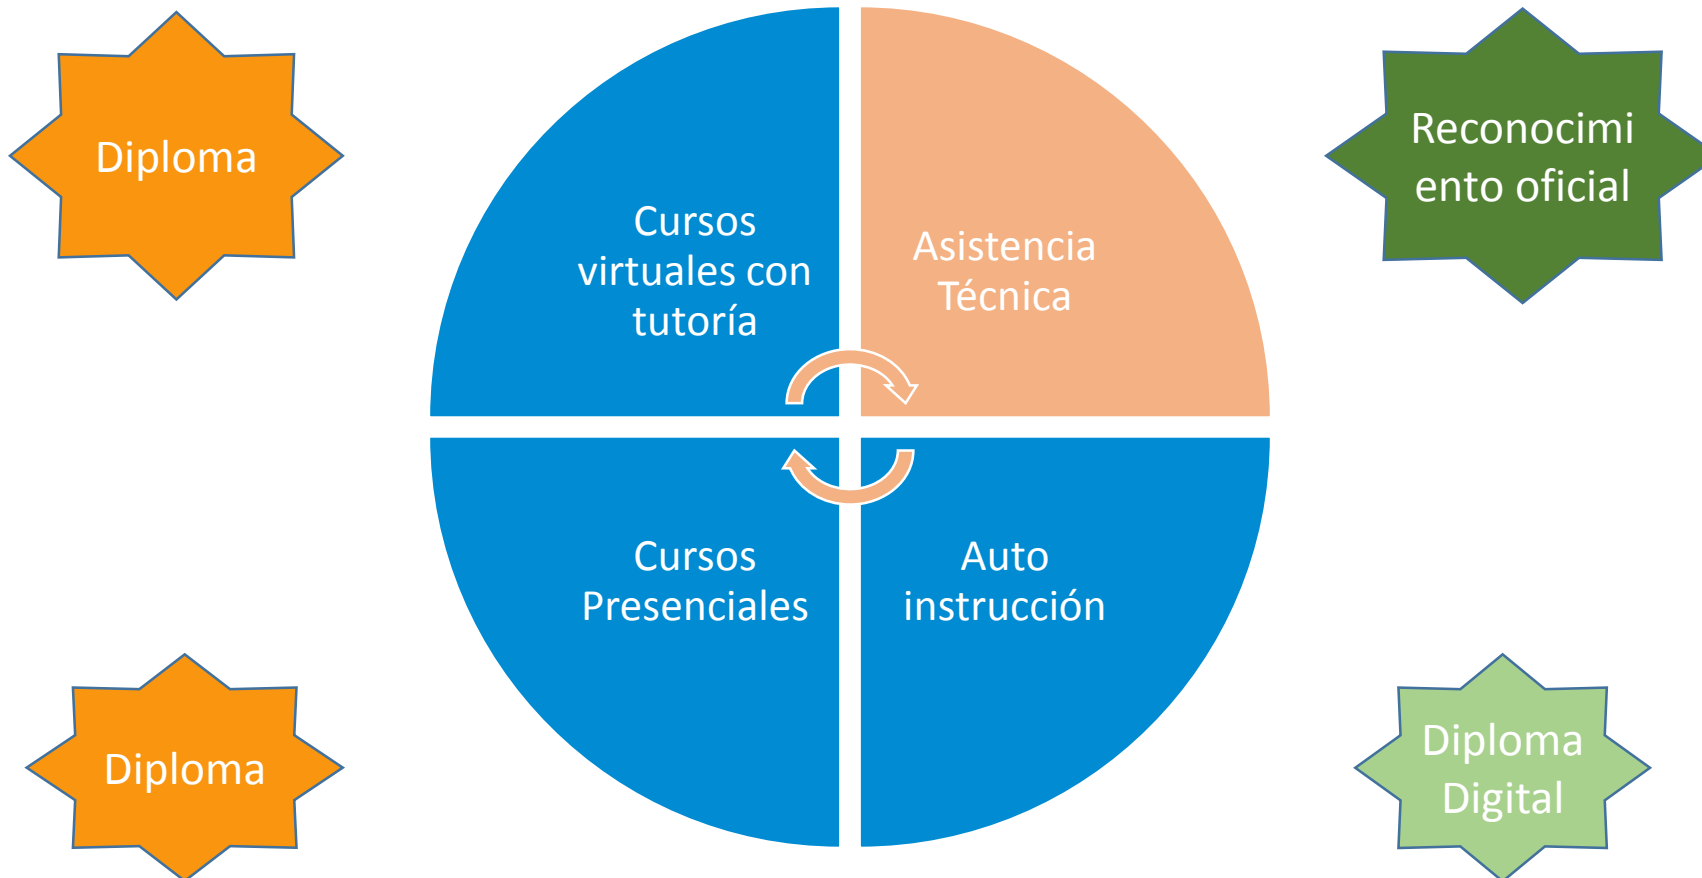 Diploma
Cursos
virtuales con
tutoría
Asistencia
Técnica
Reconocimi
ento oficial
Diploma
Cursos
Presenciales
Auto
instrucción
Diploma
Digital